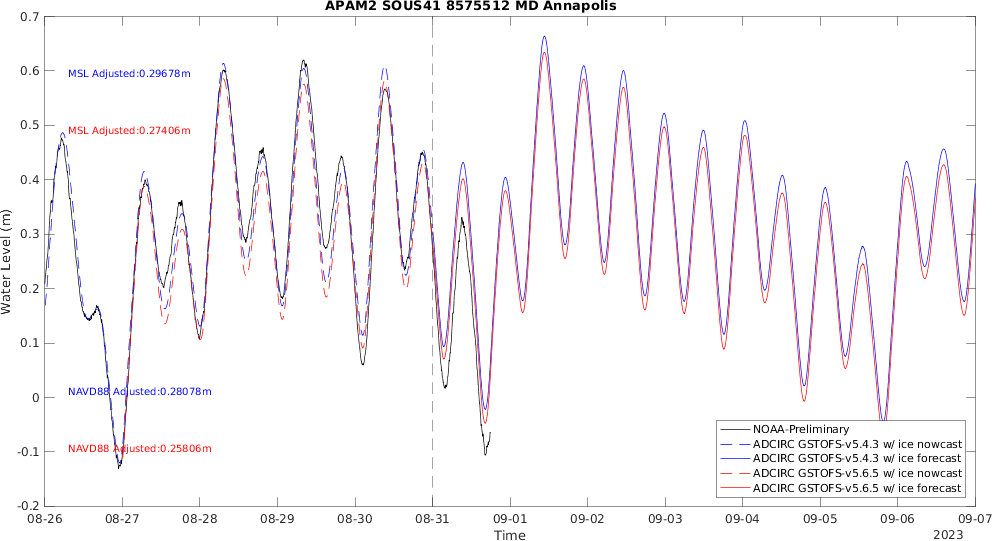 APAM2 SOUS41 8575512 MD Annapolis
0.7
0.6
0.5
0.4
0.3
0.2
0.1
0
-0.1
-0.2
Water Level (m)
MSL Adjusted:0.29678m
MSL Adjusted:0.27406m
NAVD88 Adjusted:0.28078m
NAVD88 Adjusted:0.25806m
NOAA-Preliminary
ADCIRC GSTOFS-v5.4.3 w/ ice nowcast
ADCIRC GSTOFS-v5.4.3 w/ ice forecast
ADCIRC GSTOFS-v5.6.5 w/ ice nowcast
ADCIRC GSTOFS-v5.6.5 w/ ice forecast
08-26 08-27 08-28 08-29 08-30 08-31 09-01 09-02 09-03 09-04 09-05 09-06 09-07
Time
2023